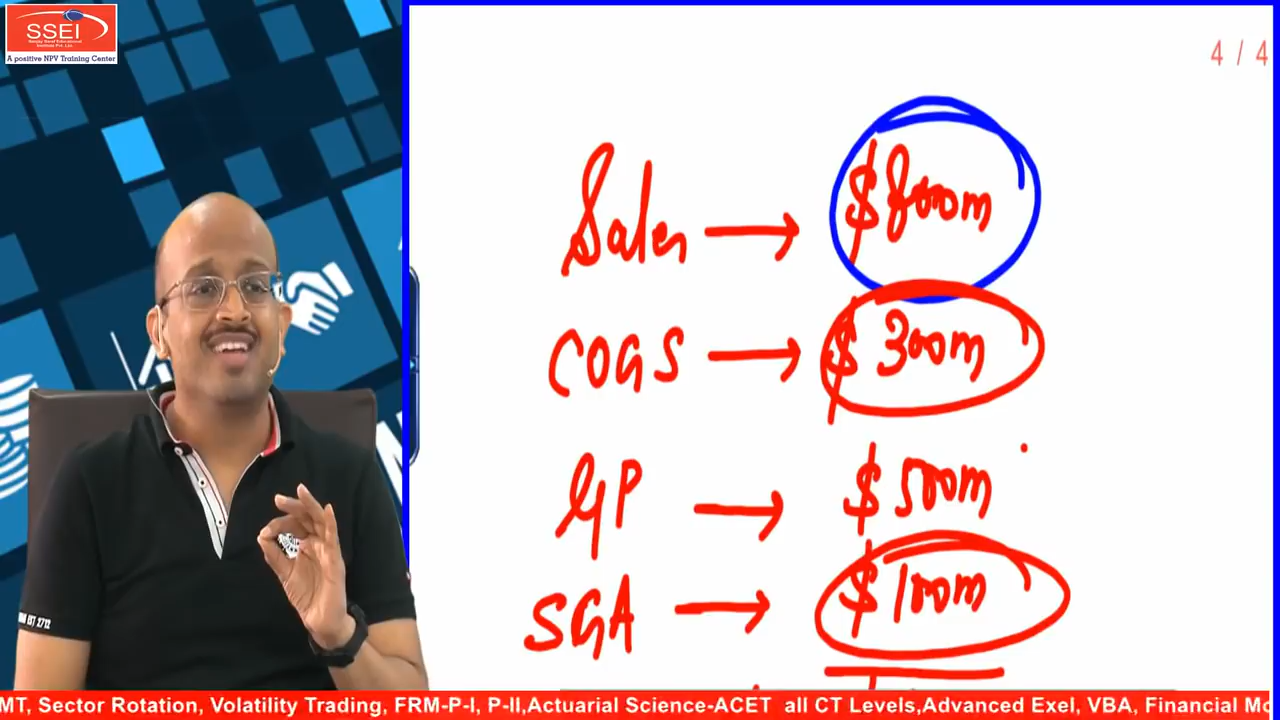 SSEI
A positive NPV Training Center
4 / 4
Sales → $800m
COGS → $300m
GP → $500m
SGA → $100m
MT, Sector Rotation, Volatility Trading, FRM-P-I, P-II,Actuarial Science-ACET all CT Levels,Advanced Exel, VBA, Financial Mo